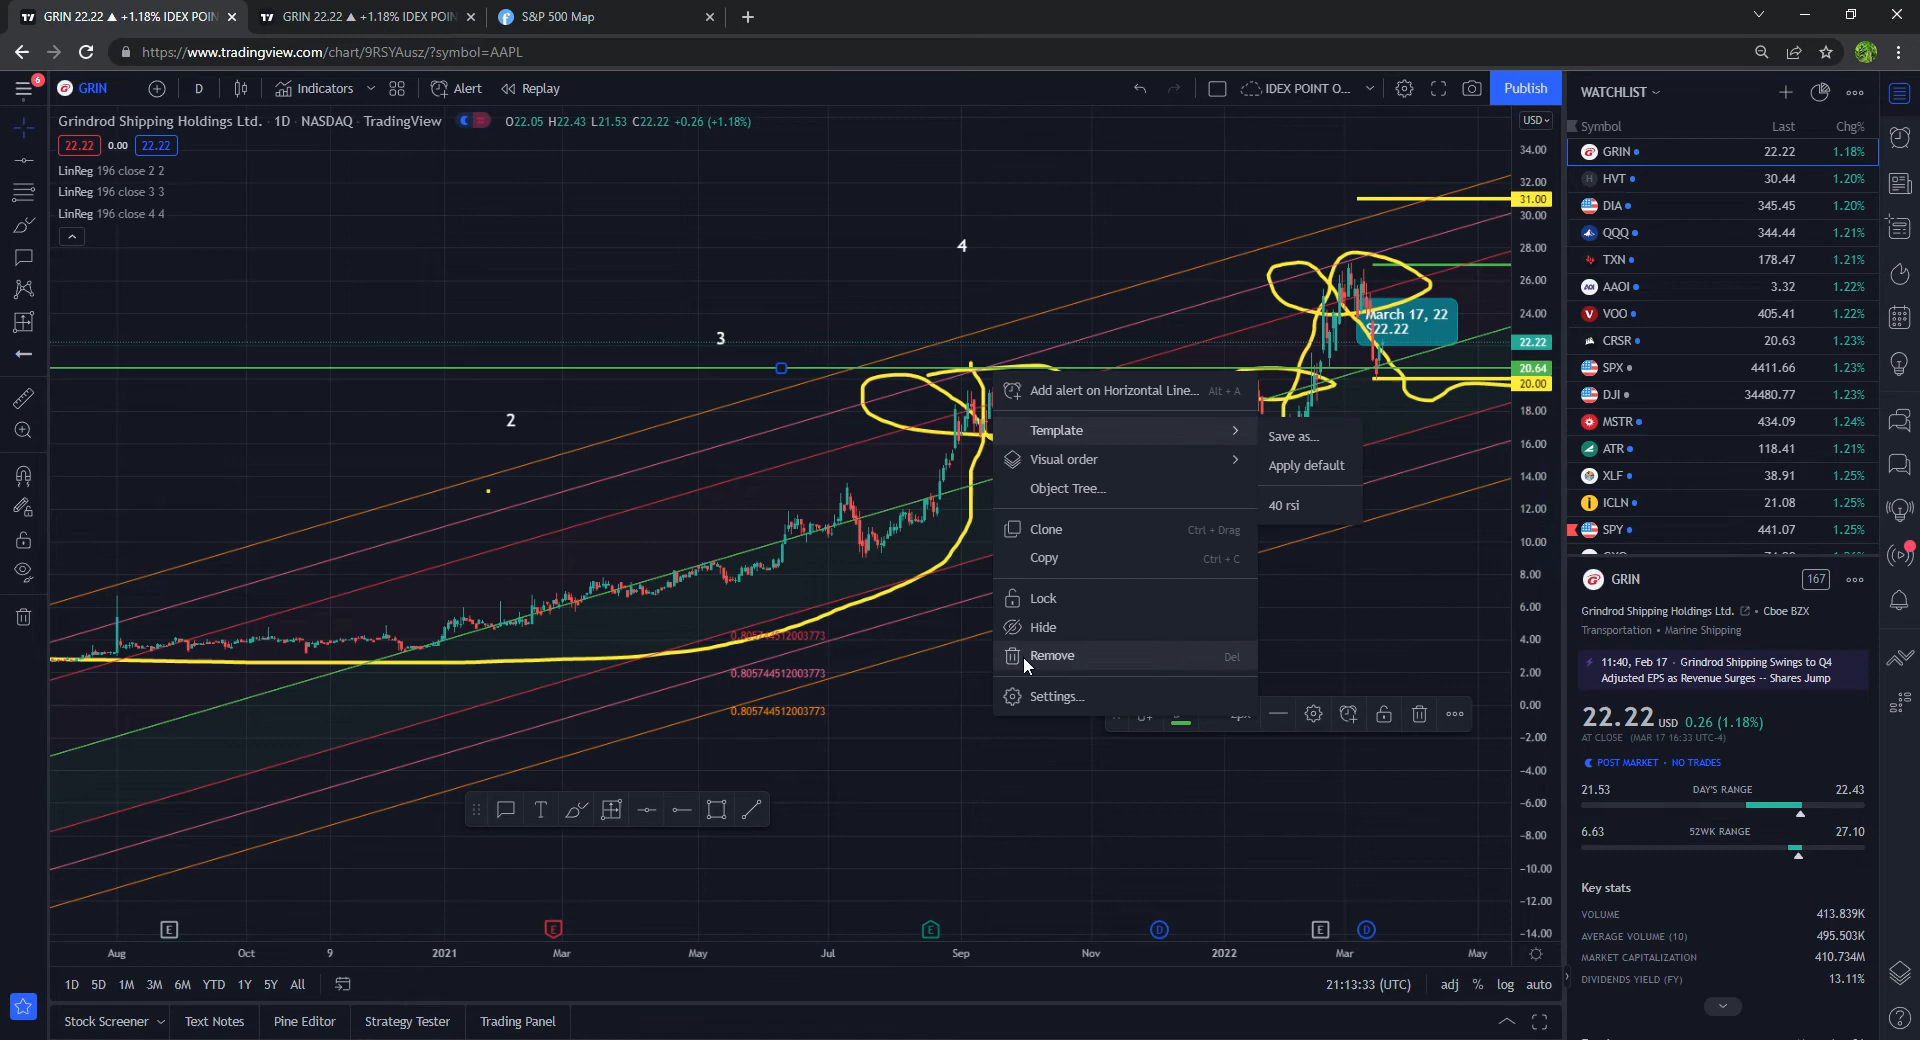 GRIN 22.22 ▲ +1.18% IDEX POIN
GRIN 22.22 ▲ +1.18% IDEX POIN
S&P 500 Map
https://www.tradingview.com/chart/9RSYAusz/?symbol=AAPL
6
GRIN
D
Indicators
Alert
Replay
IDEX POINT O...
Publish
Grindrod Shipping Holdings Ltd. · 1D · NASDAQ · TradingView
O22.05 H22.43 L21.53 C22.22 +0.26 (+1.18%)
22.22 0.00 22.22
LinReg 196 close 2 2
LinReg 196 close 3 3
LinReg 196 close 4 4
USD
34.00
32.00
31.00
30.00
28.00
26.00
24.00
22.22
20.64
20.00
18.00
16.00
14.00
12.00
10.00
8.00
6.00
4.00
2.00
0.00
−2.00
−4.00
−6.00
−8.00
−10.00
−12.00
−14.00
4
3
2
March 17, 22
$22.22
0.805744512003773
0.805744512003773
0.805744512003773
Add alert on Horizontal Line... Alt + A
Template
Visual order
Object Tree...
Clone Ctrl + Drag
Copy Ctrl + C
Lock
Hide
Remove Del
Settings...
Save as...
Apply default
40 rsi
E E E D E D
Aug Oct 9 2021 Mar May Jul Sep Nov 2022 Mar May
1D 5D 1M 3M 6M YTD 1Y 5Y All
21:13:33 (UTC) adj % log auto
Stock Screener Text Notes Pine Editor Strategy Tester Trading Panel
WATCHLIST
Symbol Last Chg%
GRIN 22.22 1.18%
HVT 30.44 1.20%
DIA 345.45 1.20%
QQQ 344.44 1.21%
TXN 178.47 1.21%
AAOI 3.32 1.22%
VOO 405.41 1.22%
CRSR 20.63 1.23%
SPX 4411.66 1.23%
DJI 34480.77 1.23%
MSTR 434.09 1.24%
ATR 118.41 1.21%
XLF 38.91 1.25%
ICLN 21.08 1.25%
SPY 441.07 1.25%
GRIN
167
Grindrod Shipping Holdings Ltd. • Cboe BZX
Transportation • Marine Shipping
11:40, Feb 17 · Grindrod Shipping Swings to Q4
Adjusted EPS as Revenue Surges -- Shares Jump
22.22 USD 0.26 (1.18%)
AT CLOSE (MAR 17 16:33 UTC-4)
POST MARKET • NO TRADES
21.53 DAY'S RANGE 22.43
6.63 52WK RANGE 27.10
Key stats
VOLUME 413.839K
AVERAGE VOLUME (10) 495.503K
MARKET CAPITALIZATION 410.734M
DIVIDENDS YIELD (FY) 13.11%